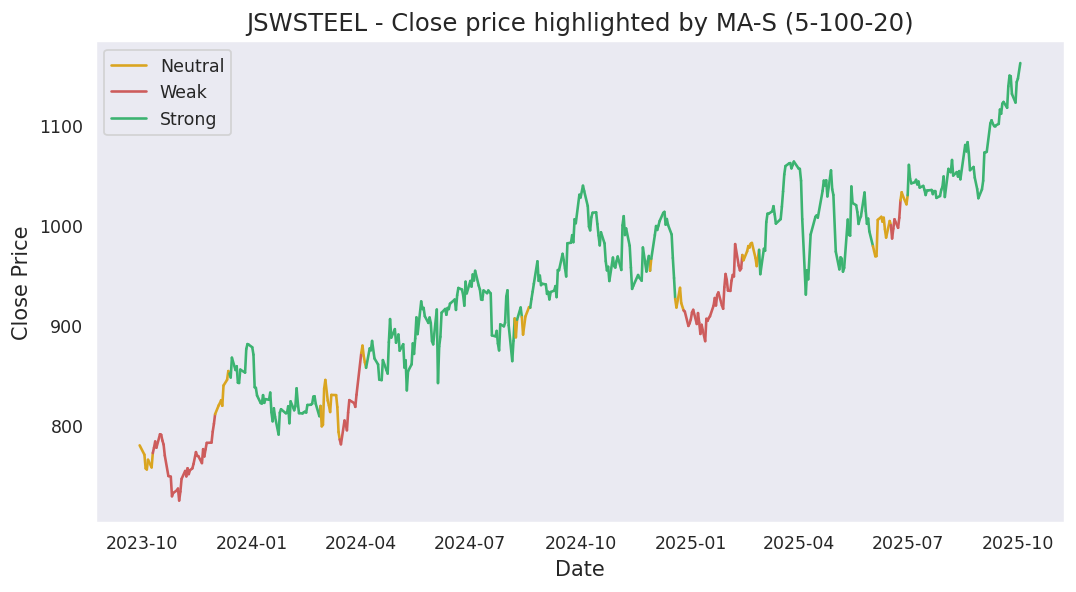 JSWSTEEL - Close price highlighted by MA-S (5-100-20)
Neutral
Weak
Strong
Close Price
1100
1000
900
800
2023-10 2024-01 2024-04 2024-07 2024-10 2025-01 2025-04 2025-07 2025-10
Date